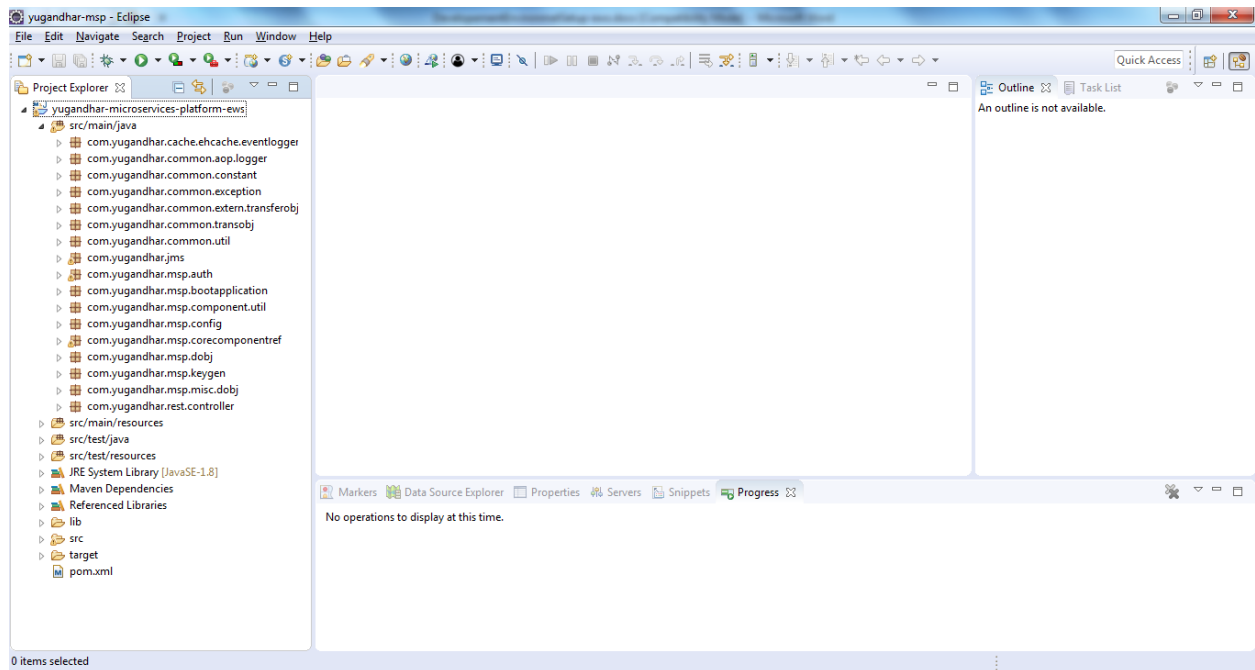 yugandhar-msp - Eclipse
File Edit Navigate Search Project Run Window Help
Quick Access
Project Explorer
yugandhar-microservices-platform-ews
src/main/java
com.yugandhar.cache.ehcache.eventlogger
com.yugandhar.common.aop.logger
com.yugandhar.common.constant
com.yugandhar.common.exception
com.yugandhar.common.extern.transferobj
com.yugandhar.common.transobj
com.yugandhar.common.util
com.yugandhar.jms
com.yugandhar.msp.auth
com.yugandhar.msp.bootapplication
com.yugandhar.msp.component.util
com.yugandhar.msp.config
com.yugandhar.msp.corecomponentref
com.yugandhar.msp.dobj
com.yugandhar.msp.keygen
com.yugandhar.msp.misc.dobj
com.yugandhar.rest.controller
src/main/resources
src/test/java
src/test/resources
JRE System Library [JavaSE-1.8]
Maven Dependencies
Referenced Libraries
lib
src
target
pom.xml
Outline Task List
An outline is not available.
Markers Data Source Explorer Properties Servers Snippets Progress
No operations to display at this time.
0 items selected